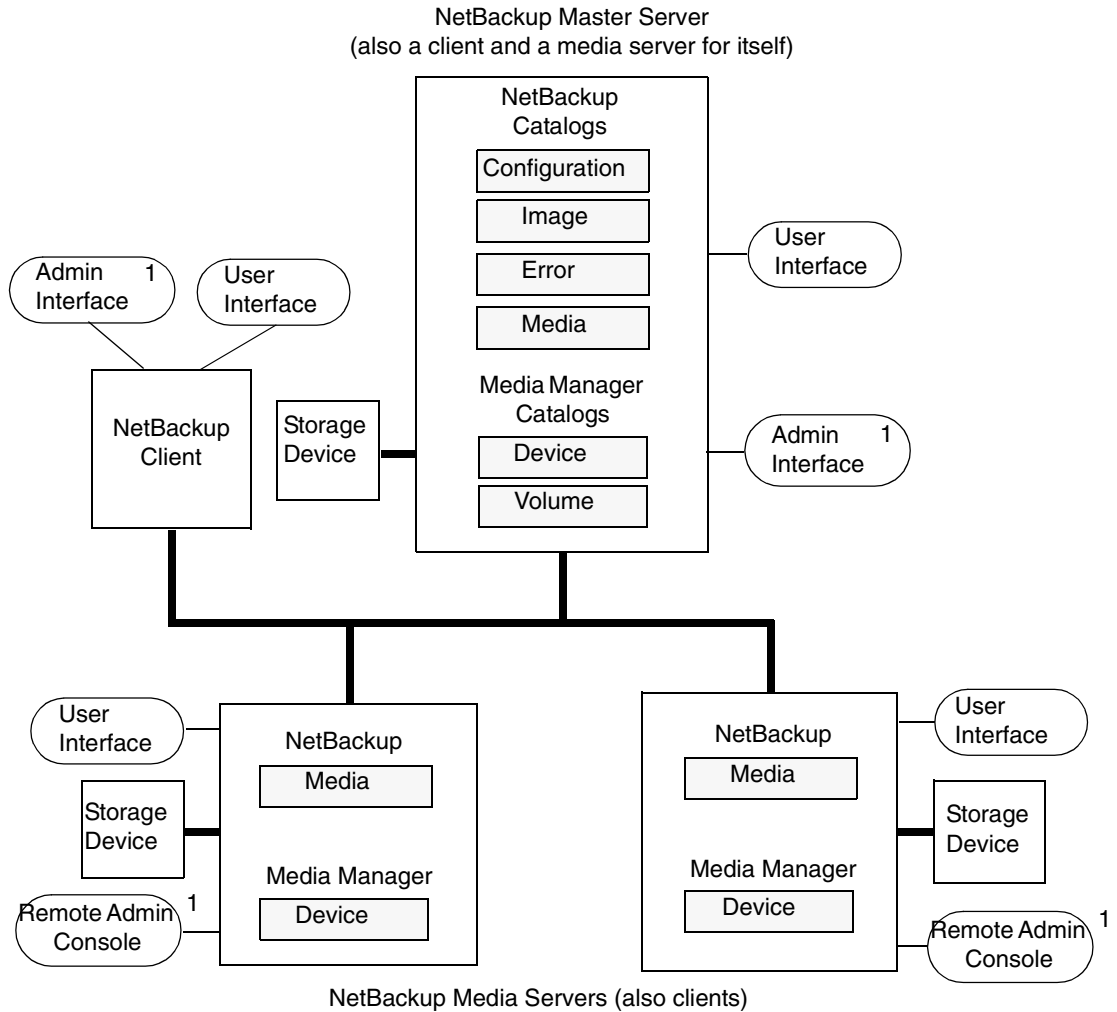 NetBackup Master Server
(also a client and a media server for itself)
NetBackup
Catalogs
Configuration
Image
Error
Media
Media Manager
Catalogs
Device
Volume
User
Interface
Admin 1
Interface
Admin 1
Interface
User
Interface
NetBackup
Client
Storage
Device
User
Interface
Storage
Device
Remote Admin 1
Console
NetBackup
Media
Media Manager
Device
NetBackup
Media
Media Manager
Device
User
Interface
Storage
Device
Remote Admin 1
Console
NetBackup Media Servers (also clients)